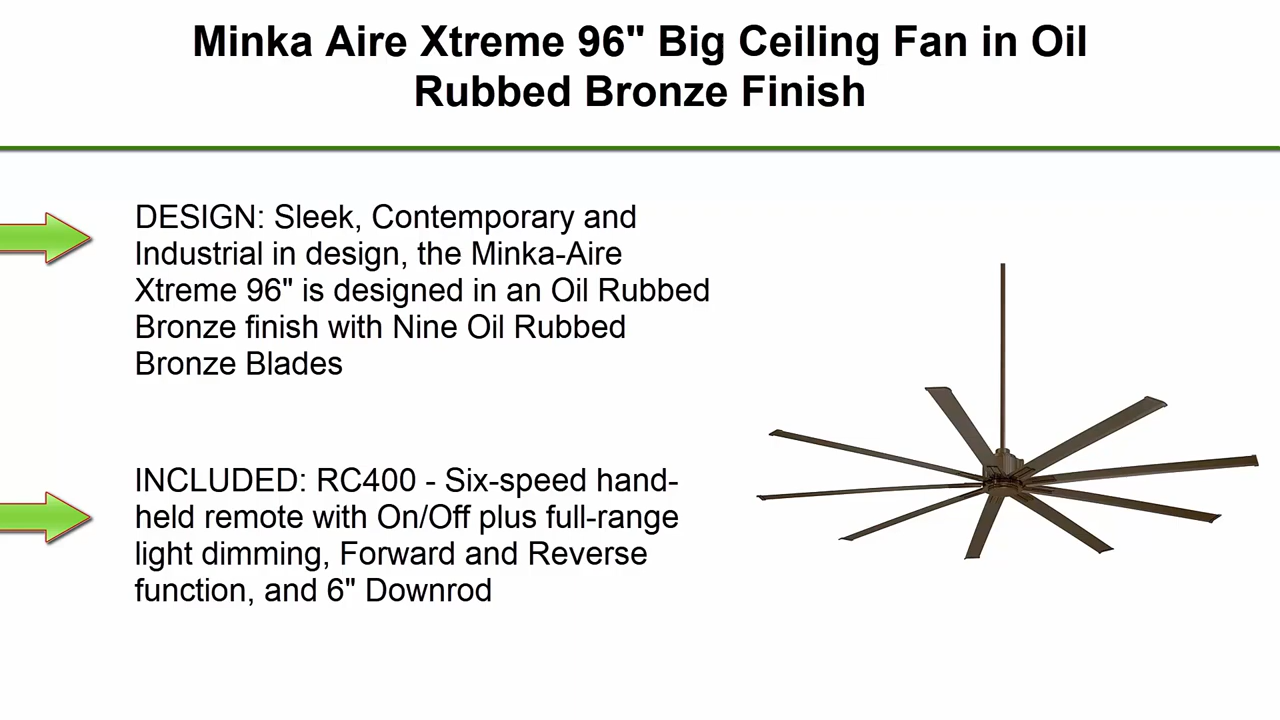 Minka Aire Xtreme 96" Big Ceiling Fan in Oil
Rubbed Bronze Finish
DESIGN: Sleek, Contemporary and
Industrial in design, the Minka-Aire
Xtreme 96" is designed in an Oil Rubbed
Bronze finish with Nine Oil Rubbed
Bronze Blades
INCLUDED: RC400 - Six-speed hand-
held remote with On/Off plus full-range
light dimming, Forward and Reverse
function, and 6" Downrod